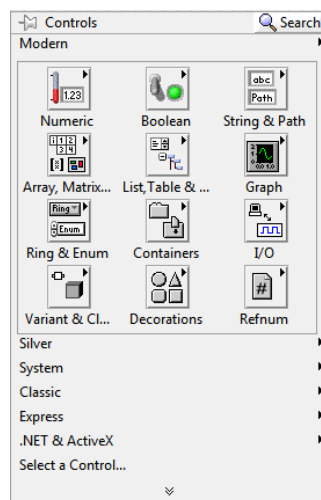 Controls Search
Modern
1.23 abc Path
Numeric Boolean String & Path
Array, Matrix... List, Table & ... Graph
Ring Enum
Ring & Enum Containers I/O
#
Variant & Cl... Decorations Refnum
Silver
System
Classic
Express
.NET & ActiveX
Select a Control...